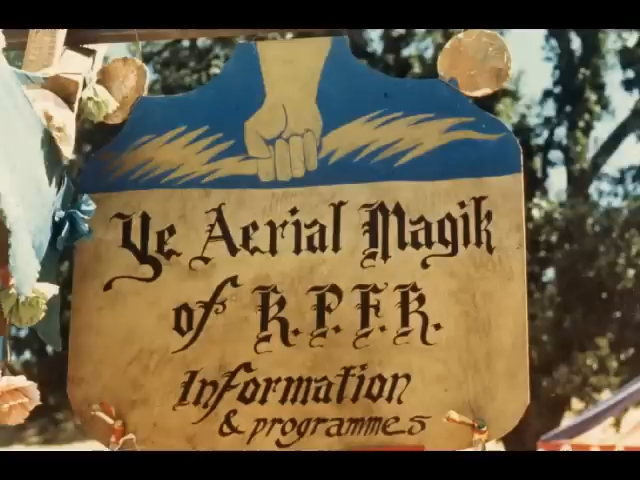 Ye Aerial Magik
of K.P.F.K.
Information
& programmes